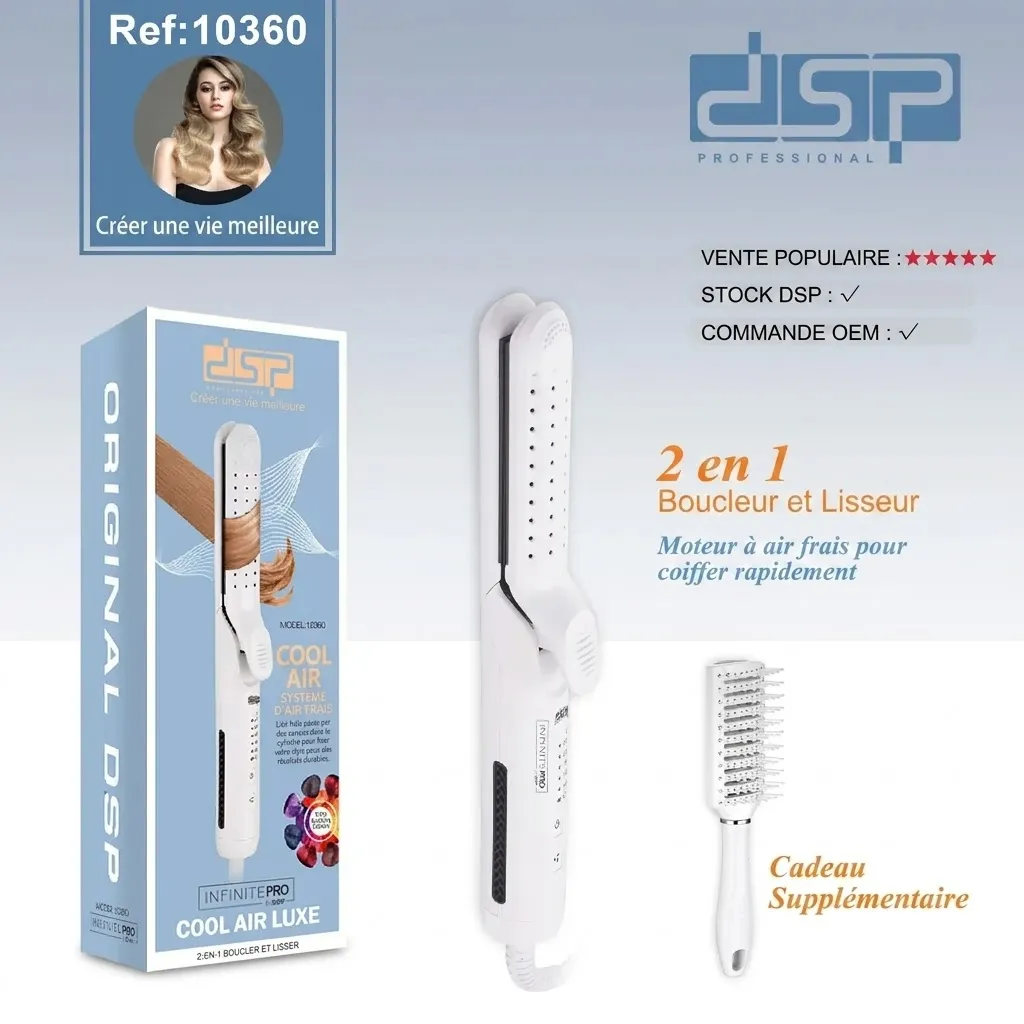 Ref:10360
Créer une vie meilleure
dsp
PROFESSIONAL
VENTE POPULAIRE :★★★★★
STOCK DSP : ✓
COMMANDE OEM : ✓
2 en 1
Boucleur et Lisseur
Moteur à air frais pour
coiffer rapidement
Cadeau
Supplémentaire
ORIGINAL DSP
dsp
Créer une vie meilleure
MODEL:10360
COOL
AIR
SYSTEME
D'AIR FRAIS
INFINITEPRO
COOL AIR LUXE
2:EN-1 BOUCLER ET LISSER